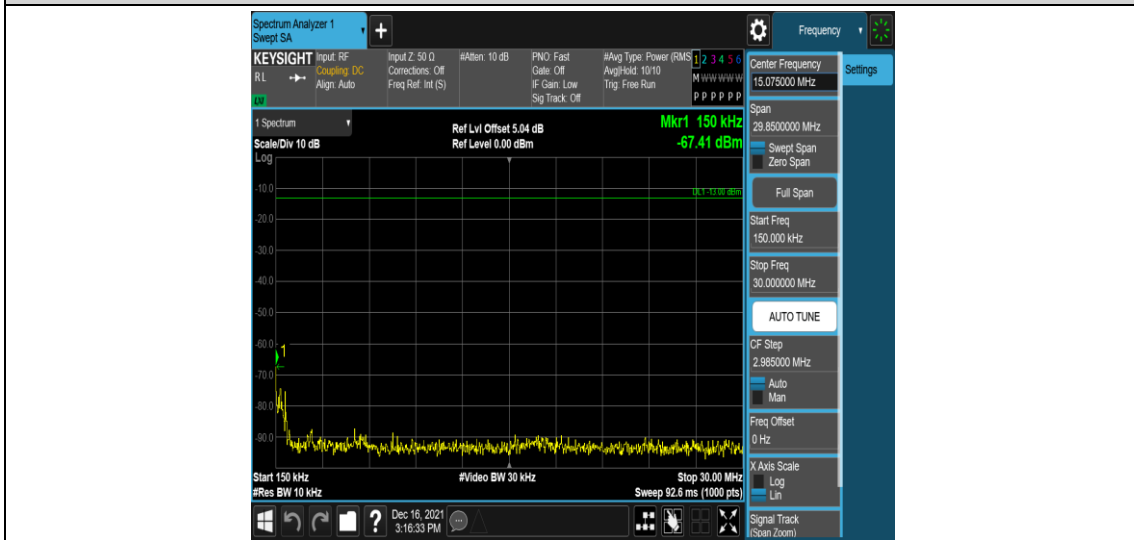 Spectrum Analyzer 1
Swept SA
Frequency
KEYSIGHT
RL
LNI
Input: RF
Coupling: DC
Align: Auto
Input Z: 50 Ω
Corrections: Off
Freq Ref: Int (S)
#Atten: 10 dB
PNO: Fast
Gate: Off
IF Gain: Low
Sig Track: Off
#Avg Type: Power (RMS
Avg|Hold: 10/10
Trig: Free Run
1 2 3 4 5 6
M W W W W W
P P P P P P
1 Spectrum
Scale/Div 10 dB
Log
Ref Lvl Offset 5.04 dB
Ref Level 0.00 dBm
Mkr1 150 kHz
-67.41 dBm
DL1 -13.00 dBm
-10.0
-20.0
-30.0
-40.0
-50.0
-60.0
1
-70.0
-80.0
-90.0
Start 150 kHz
#Video BW 30 kHz
Stop 30.00 MHz
#Res BW 10 kHz
Sweep 92.6 ms (1000 pts)
Center Frequency
15.075000 MHz
Settings
Span
29.8500000 MHz
Swept Span
Zero Span
Full Span
Start Freq
150.000 kHz
Stop Freq
30.000000 MHz
AUTO TUNE
CF Step
2.985000 MHz
Auto
Man
Freq Offset
0 Hz
X Axis Scale
Log
Lin
Signal Track
(Span Zoom)
?
Dec 16, 2021
3:16:33 PM